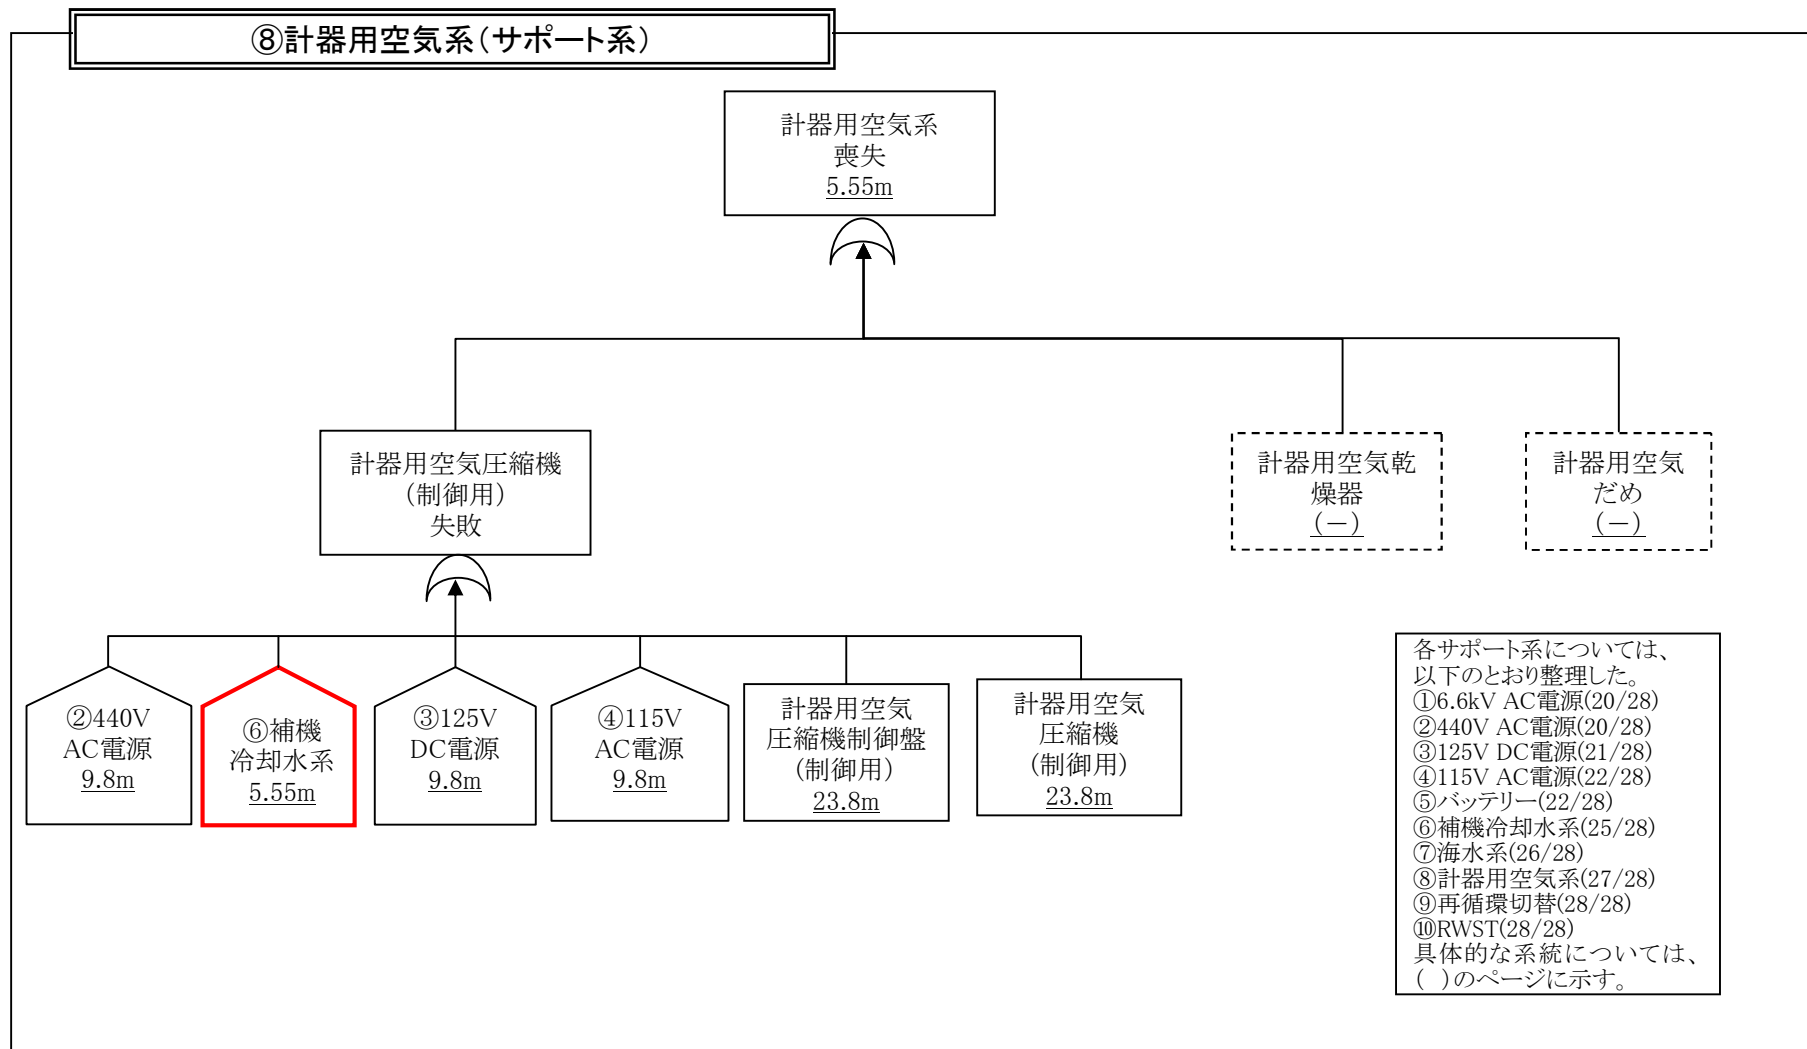 ⑧計器用空気系(サポート系)
計器用空気系
喪失
5.55m
計器用空気圧縮機
(制御用)
失敗
計器用空気乾
燥器
(－)
計器用空気
だめ
(－)
②440V
AC電源
9.8m
⑥補機
冷却水系
5.55m
③125V
DC電源
9.8m
④115V
AC電源
9.8m
計器用空気
圧縮機制御盤
(制御用)
23.8m
計器用空気
圧縮機
(制御用)
23.8m
各サポート系については、
以下のとおり整理した。
①6.6kV AC電源(20/28)
②440V AC電源(20/28)
③125V DC電源(21/28)
④115V AC電源(22/28)
⑤バッテリー(22/28)
⑥補機冷却水系(25/28)
⑦海水系(26/28)
⑧計器用空気系(27/28)
⑨再循環切替(28/28)
⑩RWST(28/28)
具体的な系統については、
( )のページに示す。